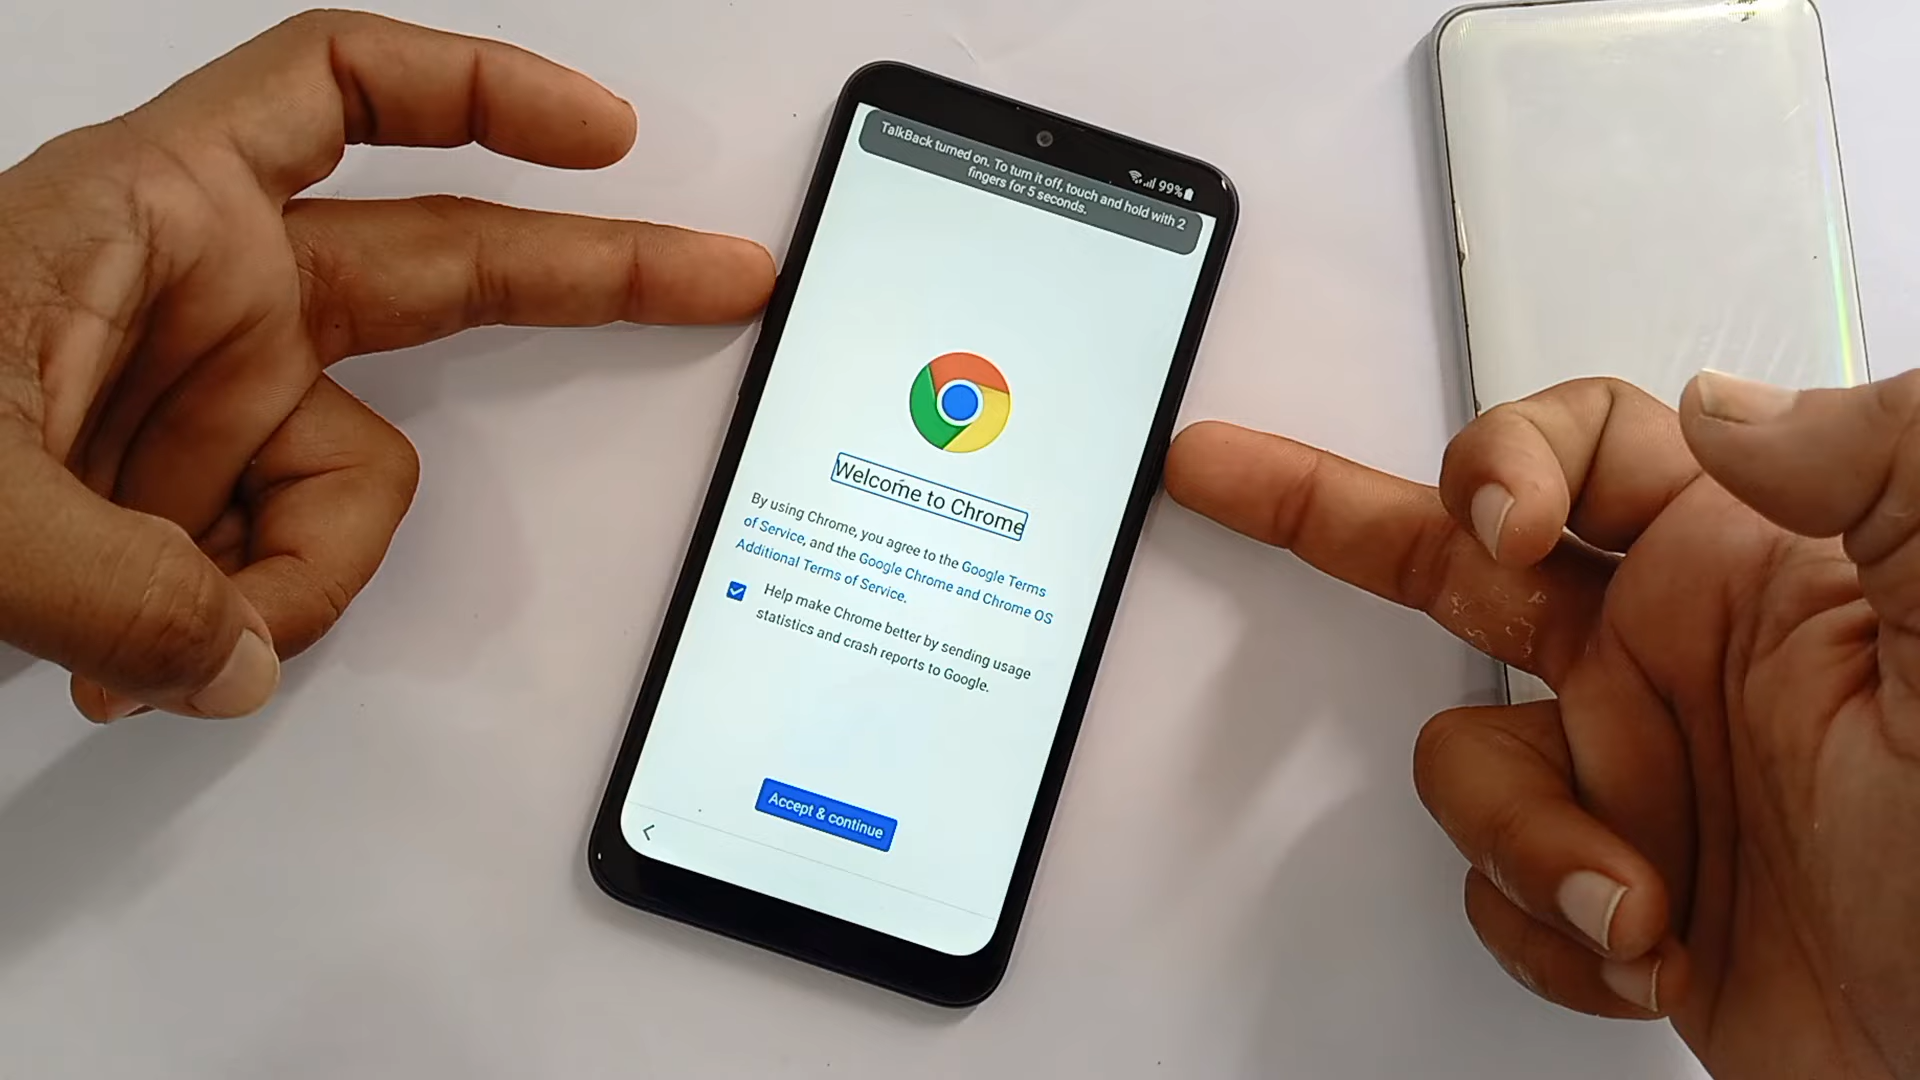 99%
TalkBack turned on. To turn it off, touch and hold with 2
fingers for 5 seconds.
Welcome to Chrome
By using Chrome, you agree to the Google Terms
of Service, and the Google Chrome and Chrome OS
Additional Terms of Service.
Help make Chrome better by sending usage
statistics and crash reports to Google.
Accept & continue